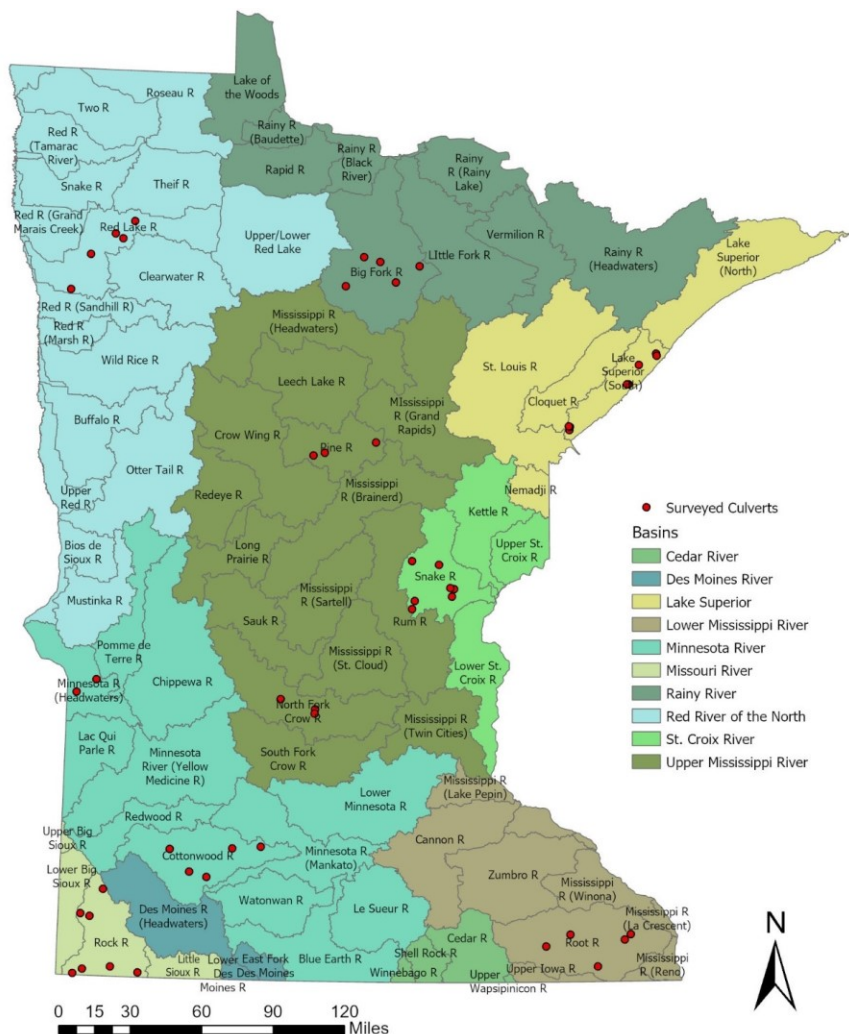 Lake of
the Woods
Roseau R
Two R
Rainy R
(Baudette)
Red R
(Tamarac
River)
Rainy R
(Black
River)
Rainy
R (Rainy
Lake)
Rapid R
Snake R
Theif R
Red R (Grand
Marais Creek)
Red Lake R
Upper/Lower
Red Lake
Vermilion R
LIttle Fork R
Big Fork R
Rainy R
(Headwaters)
Lake
Superior
(North)
Clearwater R
Red R (Sandhill R)
Red R
(Marsh R)
Mississippi R
(Headwaters)
Wild Rice R
St. Louis R
Lake
Superior
(South)
Leech Lake R
MIssissippi
R (Grand
Rapids)
Cloquet R
Buffalo R
Crow Wing R
Pine R
Otter Tail R
Mississippi
R (Brainerd)
Redeye R
Upper
Red R
Nemadji R
Kettle R
Bios de
Sioux R
Long
Prairie R
Upper St.
Croix R
Snake R
Mustinka R
Mississippi
R (Sartell)
Sauk R
Rum R
Pomme de
Terre R
Mississippi R
(St. Cloud)
Lower St.
Croix R
Minnesota R
(Headwaters)
Chippewa R
North Fork
Crow R
Mississippi R
(Twin Cities)
Lac Qui
Parle R
Minnesota
River (Yellow
Medicine R)
South Fork
Crow R
Mississippi R
(Lake Pepin)
Lower
Minnesota R
Redwood R
Upper Big
Sioux R
Cannon R
Cottonwood R
Minnesota R
(Mankato)
Lower Big
Sioux R
Zumbro R
Mississippi R
(Winona)
Watonwan R
Le Sueur R
Des Moines R
(Headwaters)
Mississippi R
(La Crescent)
Rock R
Cedar R
Root R
Shell Rock R
Little
Sioux R
Lower
Des
Moines R
East Fork
Des Moines
Blue Earth R
Winnebago R
Upper
Wapsipinicon R
Upper Iowa R
Mississippi
R (Reno)
Surveyed Culverts
Basins
Cedar River
Des Moines River
Lake Superior
Lower Mississippi River
Minnesota River
Missouri River
Rainy River
Red River of the North
St. Croix River
Upper Mississippi River
N
0 15 30 60 90 120
Miles